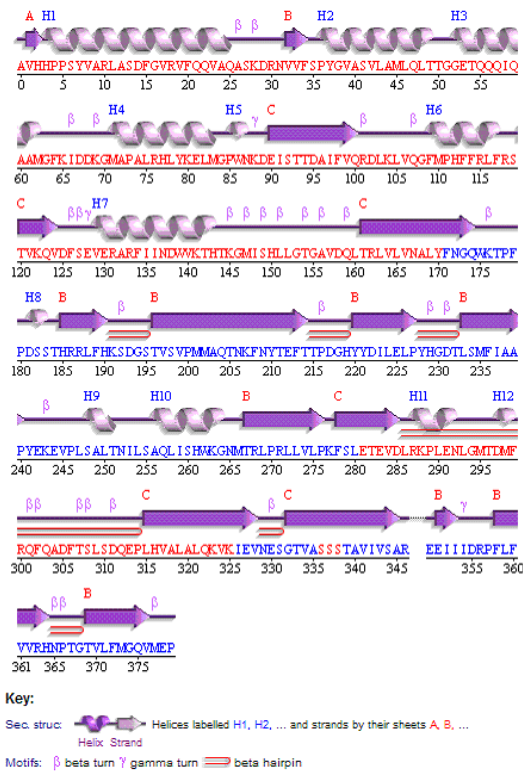 A H1 β β B H2 H3
AVHHPPSYVARLASDFGVRVFQQVAQASKDRNVVFSPYGVASVLAMLQLTTGGETQQQIQ
0 5 10 15 20 25 30 35 40 45 50 55
β β H4 H5 γ C β β H6
AAMGFKIDDKGMAPALRHLYKELMGPWNKDEISTTDAIFVQRDLKLVQGFMPHFFRLFRS
60 65 70 75 80 85 90 95 100 105 110 115
C β β γ H7 β β β β β β β C β
TVKQVDFSEVERARFIINDWVKTHTKGMISHLLGTGAVDQLTRLVLVNALYFNGQWKTPF
120 125 130 135 140 145 150 155 160 165 170 175
H8 B β B β B β β B
PDSSTHRRLFHKSDGSTVSVPMMAQTNKFNYTEFTTPDGHYYDILELPYHGDTLSMFIAA
180 185 190 195 200 205 210 215 220 225 230 235
β H9 H10 B C H11 H12
PYEKEVPLSALTNILSAQLISHWKGNMTRLPRLLVLPKFSLETEVDLRKPLENLGMTDMF
240 245 250 255 260 265 270 275 280 285 290 295
β β β β β C β C B γ B
RQFQADFTSLSDQEPLHVALALQKVKIEVNESGTVASSSTAVIVSAR EEIIIDRPFLF
300 305 310 315 320 325 330 335 340 345 355 360
β β B β
VVRHNPTGTVLFMGQVMEP
361 365 370 375
Key:
Sec. struc: Helices labelled H1, H2, ... and strands by their sheets A, B, ...
Helix Strand
Motifs: β beta turn γ gamma turn beta hairpin